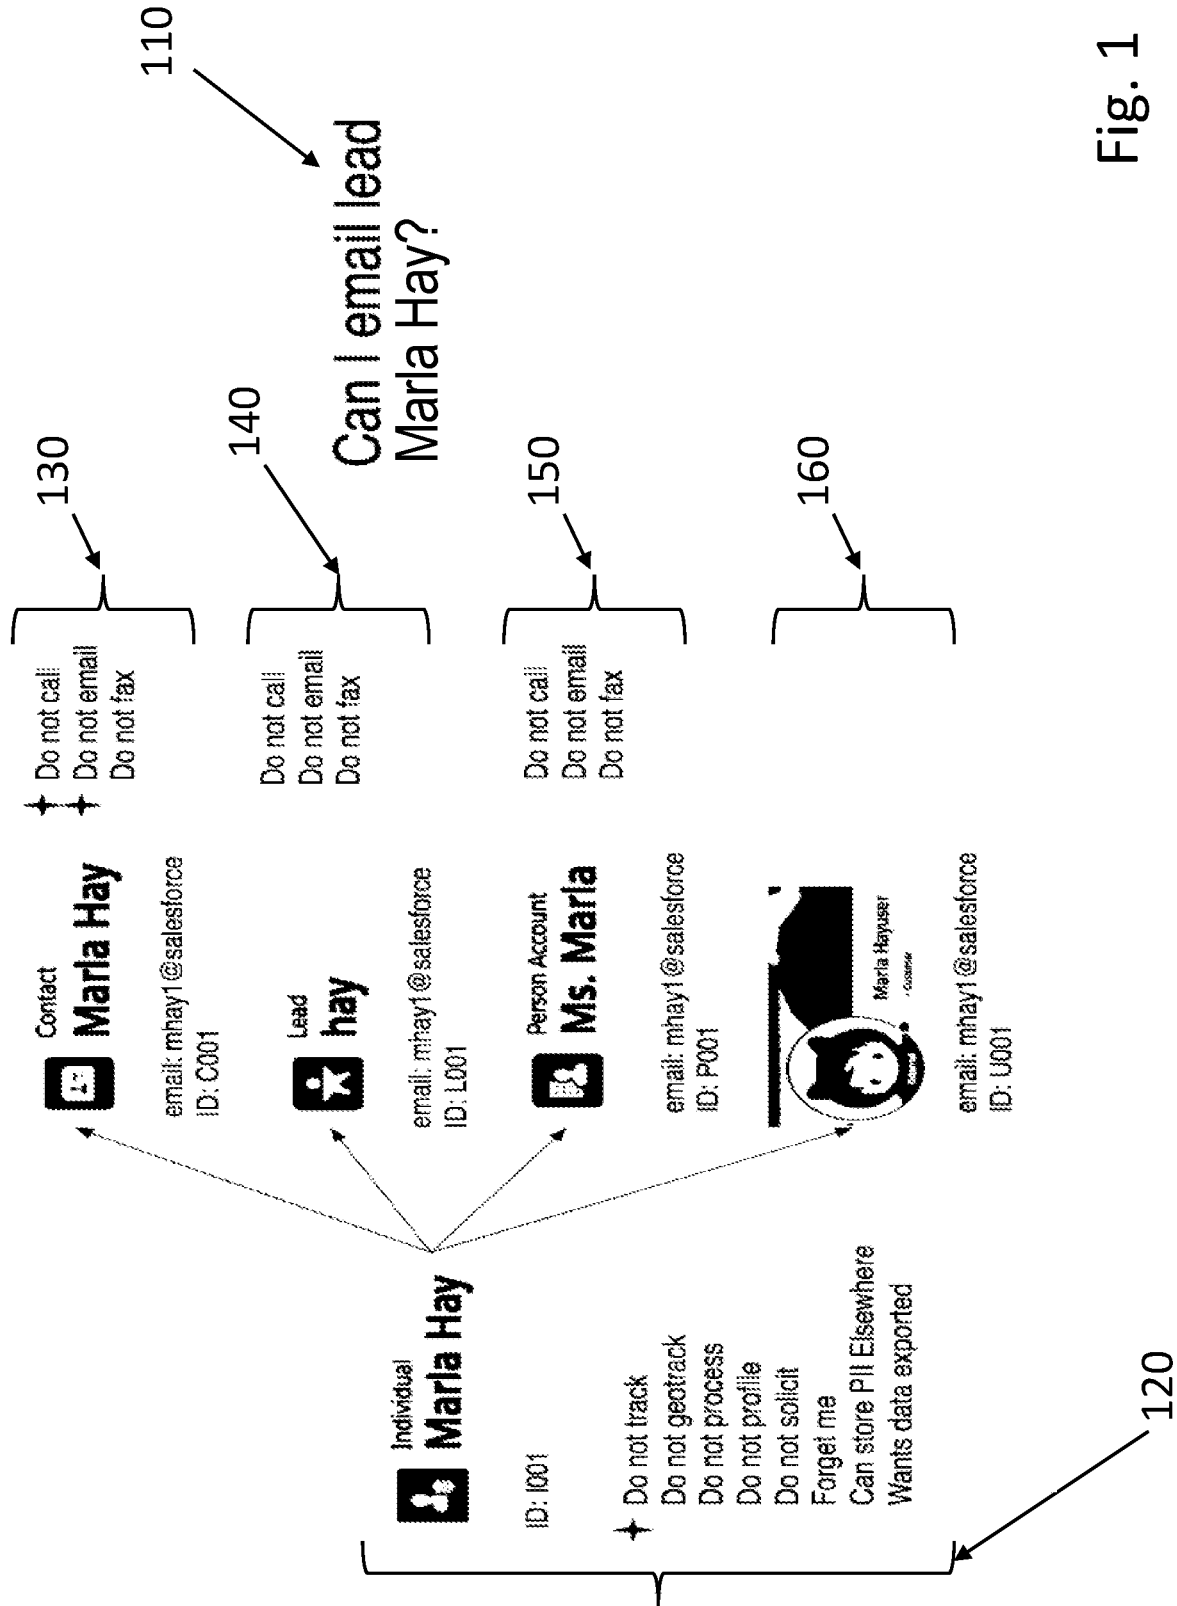 130
Contact
Marla Hay
email: mhay1@salesforce
ID: C001
Do not call
Do not email
Do not fax
140
Lead
hay
email: mhay1@salesforce
ID: L001
Do not call
Do not email
Do not fax
110
Can I email lead
Marla Hay?
Individual
Marla Hay
ID: I001
Do not track
Do not geotrack
Do not process
Do not profile
Do not solicit
Forget me
Can store PII Elsewhere
Wants data exported
120
150
Person Account
Ms. Marla
email: mhay1@salesforce
ID: P001
Do not call
Do not email
Do not fax
160
Marla Hayuser
email: mhay1@salesforce
ID: U001
Fig. 1